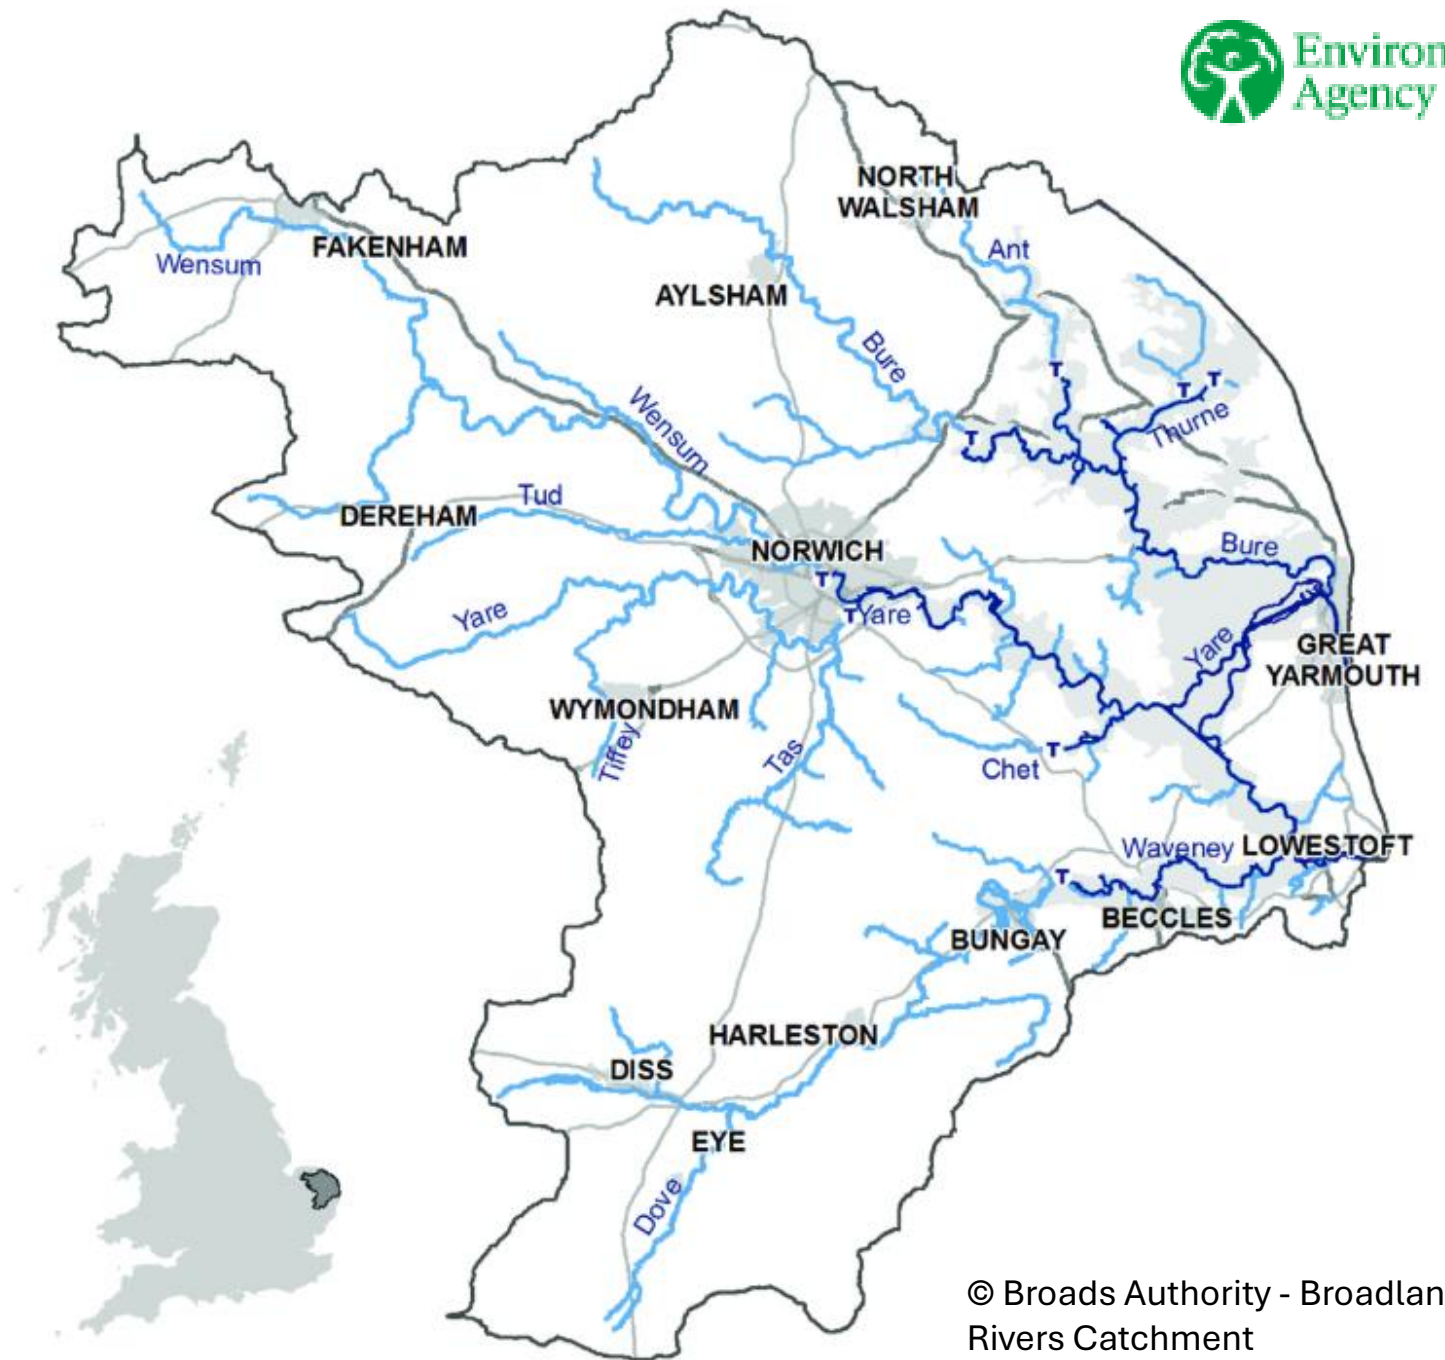 Environ
Agency
NORTH
WALSHAM
FAKENHAM
Wensum
Ant
AYLSHAM
Bure
Wensum
T
T
T
Thurne
T
Tud
DEREHAM
NORWICH
Bure
T
T
Yare
Yare
Yare
GREAT
YARMOUTH
WYMONDHAM
Tiffey
Tas
T
Chet
Waveney
LOWESTOFT
T
BECCLES
BUNGAY
HARLESTON
DISS
EYE
Dove
© Broads Authority - Broadlan
Rivers Catchment